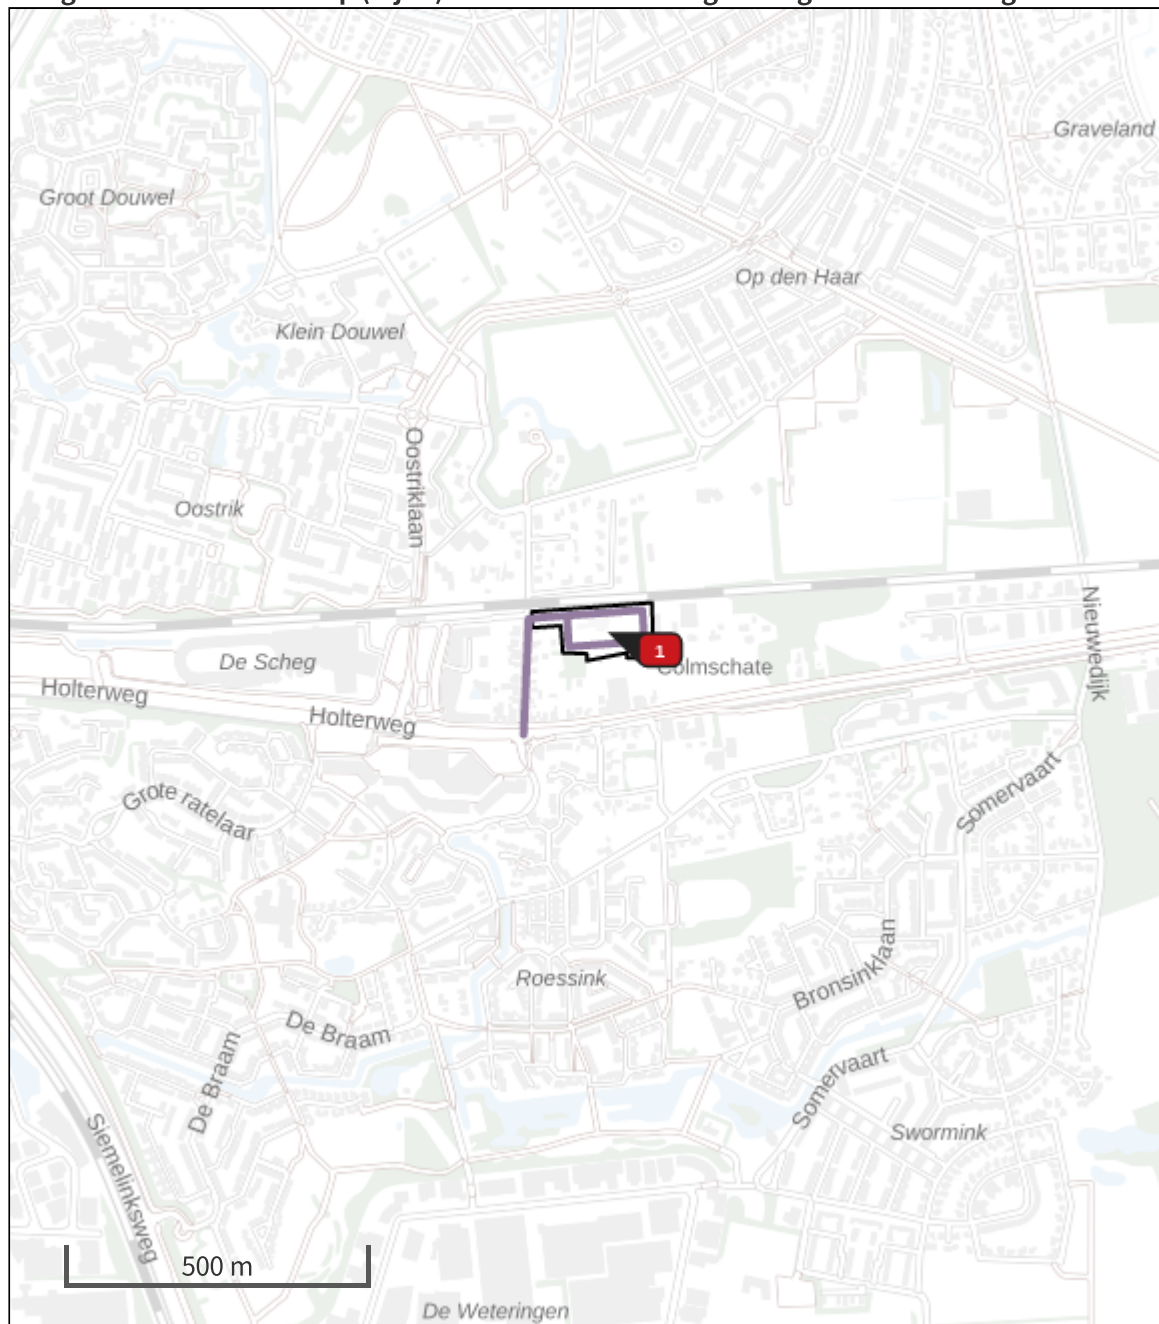 Graveland
Groot Douwel
Op den Haar
Klein Douwel
Oostriklaan
Oostrik
Nieuwedijk
1
De Scheg
Colmschate
Holterweg
Holterweg
Somervaart
Grote ratelaar
Bronsinklaan
Roessink
De Braam
De Braam
Somervaart
Swormink
Siemelinksweg
500 m
De Weteringen